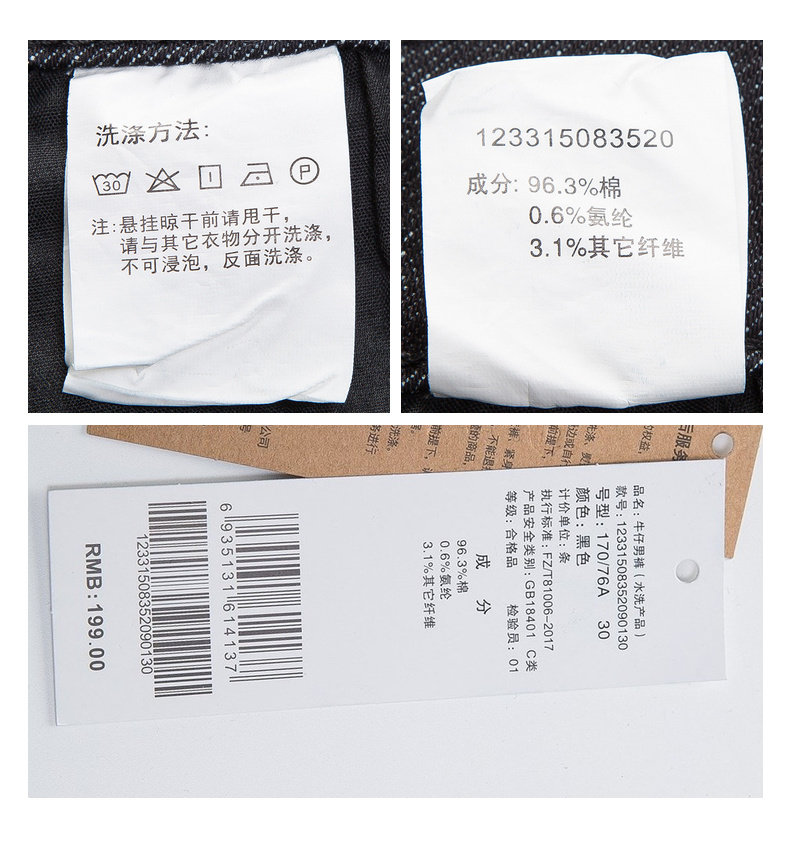 洗涤方法:
30
P
注:悬挂晾干前请甩干,
请与其它衣物分开洗涤,
不可浸泡，反面洗涤。
123315083520
成分: 96.3%棉
0.6%氨纶
3.1%其它纤维
品名: 牛仔男裤 (水洗产品)
款号: 12331508352090130
号型: 170/76A 30
颜色: 黑色
计价单位: 条
执行标准: FZ/T81006-2017
产品安全类别: GB18401 C类
等级: 合格品 检验员: 01
成 分
96.3%棉
0.6%氨纶
3.1%其它纤维
6 935131 614137
12331508352090130
RMB: 199.00